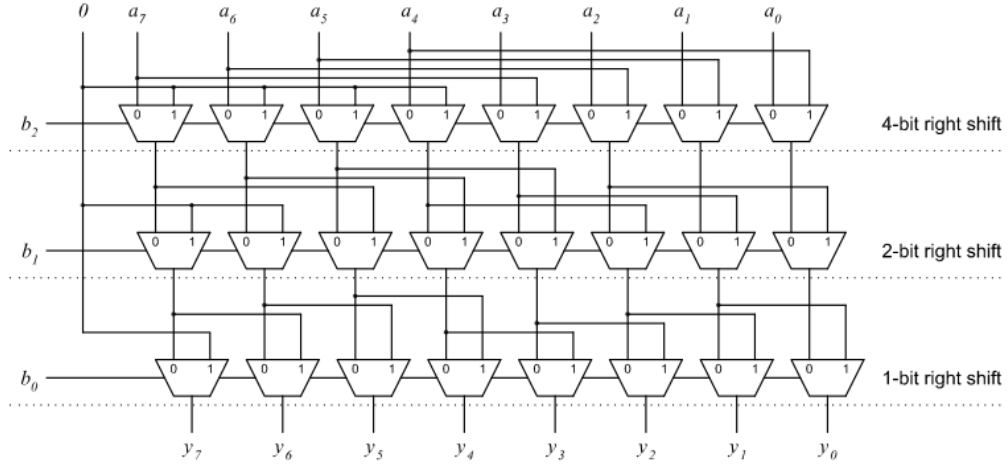 0 a7 a6 a5 a4 a3 a2 a1 a0
0 1 0 1 0 1 0 1 0 1 0 1 0 1 0 1
b2 4-bit right shift
0 1 0 1 0 1 0 1 0 1 0 1 0 1 0 1
b1 2-bit right shift
0 1 0 1 0 1 0 1 0 1 0 1 0 1 0 1
b0 1-bit right shift
y7 y6 y5 y4 y3 y2 y1 y0